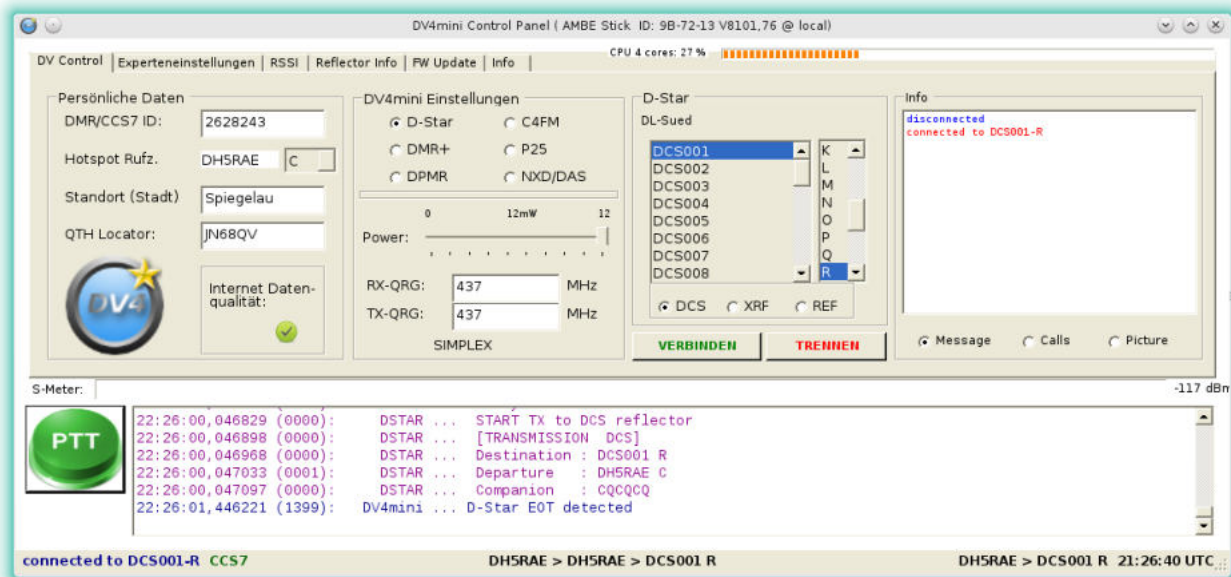 DV4mini Control Panel ( AMBE Stick ID: 9B-72-13 V8101,76 @ local)
CPU 4 cores: 27 %
DV Control | Experteneinstellungen | RSSI | Reflector Info | FW Update | Info
Persönliche Daten
DMR/CCS7 ID: 2628243
Hotspot Rufz. DH5RAE C
Standort (Stadt) Spiegelau
QTH Locator: JN68QV
DV4
Internet Daten-
qualität:
DV4mini Einstellungen
D-Star C4FM
DMR+ P25
DPMR NXD/DAS
0 12mW 12
Power:
RX-QRG: 437 MHz
TX-QRG: 437 MHz
SIMPLEX
D-Star
DL-Sued
DCS001
DCS002
DCS003
DCS004
DCS005
DCS006
DCS007
DCS008
K
L
M
N
O
P
Q
R
DCS XRF REF
VERBINDEN TRENNEN
Info
disconnected
connected to DCS001-R
Message Calls Picture
S-Meter: -117 dBm
PTT
22:26:00,046829 (0000): DSTAR ... START TX to DCS reflector
22:26:00,046898 (0000): DSTAR ... [TRANSMISSION DCS]
22:26:00,046968 (0000): DSTAR ... Destination : DCS001 R
22:26:00,047033 (0001): DSTAR ... Departure : DH5RAE C
22:26:00,047097 (0000): DSTAR ... Companion : CQCQCQ
22:26:01,446221 (1399): DV4mini ... D-Star EOT detected
connected to DCS001-R CCS7
DH5RAE > DH5RAE > DCS001 R
DH5RAE > DCS001 R 21:26:40 UTC